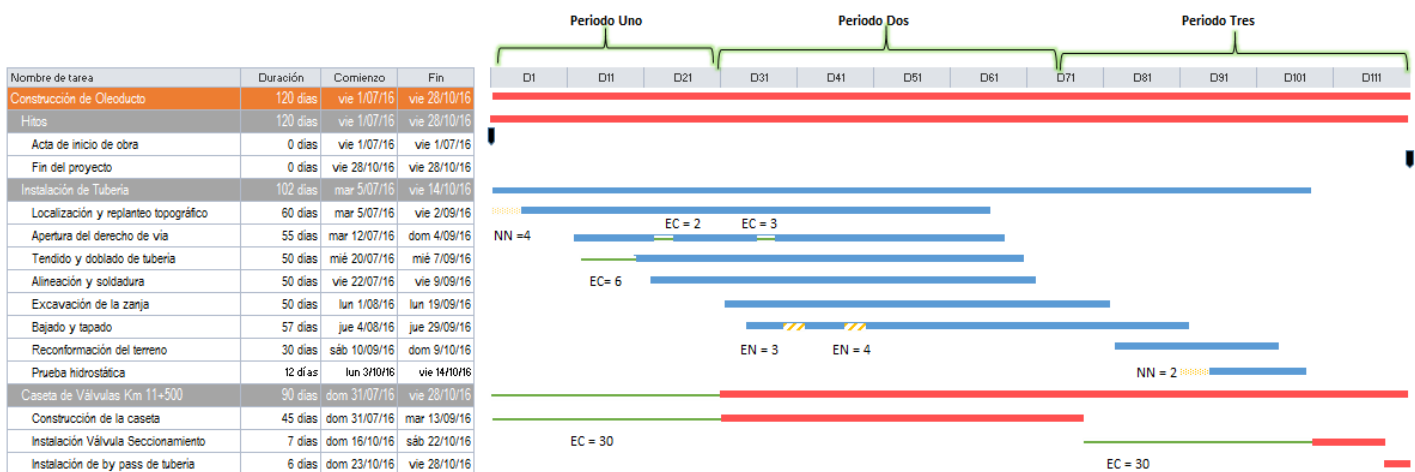 Periodo Uno Periodo Dos Periodo Tres
Nombre de tarea Duración Comienzo Fin D1 D11 D21 D31 D41 D51 D61 D71 D81 D91 D101 D111
Construcción de Oleoducto 120 días vie 1/07/16 vie 28/10/16
Hitos 120 días vie 1/07/16 vie 28/10/16
Acta de inicio de obra 0 días vie 1/07/16 vie 1/07/16
Fin del proyecto 0 días vie 28/10/16 vie 28/10/16
Instalación de Tubería 102 días mar 5/07/16 vie 14/10/16
Localización y replanteo topográfico 60 días mar 5/07/16 vie 2/09/16
EC = 2 EC = 3
Apertura del derecho de vía 55 días mar 12/07/16 dom 4/09/16 NN =4
Tendido y doblado de tubería 50 días mié 20/07/16 mié 7/09/16
Alineación y soldadura 50 días vie 22/07/16 vie 9/09/16 EC= 6
Excavación de la zanja 50 días lun 1/08/16 lun 19/09/16
Bajado y tapado 57 días jue 4/08/16 jue 29/09/16
Reconformación del terreno 30 días sáb 10/09/16 dom 9/10/16 EN = 3 EN = 4
Prueba hidrostática 12 días lun 3/10/16 vie 14/10/16 NN = 2
Caseta de Válvulas Km 11+500 90 días dom 31/07/16 vie 28/10/16
Construcción de la caseta 45 días dom 31/07/16 mar 13/09/16
Instalación Válvula Seccionamiento 7 días dom 16/10/16 sáb 22/10/16 EC = 30
Instalación de by pass de tubería 6 días dom 23/10/16 vie 28/10/16 EC = 30